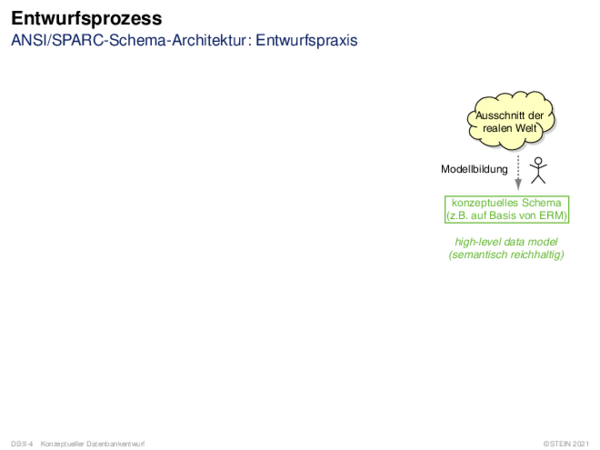 Entwurfsprozess
ANSI/SPARC-Schema-Architektur: Entwurfspraxis
Ausschnitt der
realen Welt
Modellbildung
konzeptuelles Schema
(z.B. auf Basis von ERM)
high-level data model
(semantisch reichhaltig)
DB:II-4 Konzeptueller Datenbankentwurf
©STEIN 2021